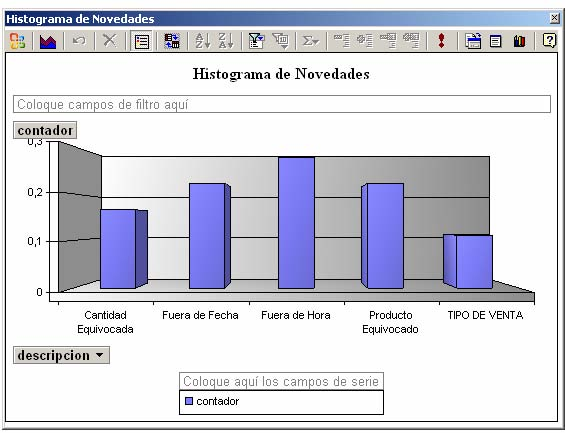 Histograma de Novedades
Histograma de Novedades
Coloque campos de filtro aquí
contador
0,3
0,2
0,1
0
Cantidad
Equivocada
Fuera de Fecha
Fuera de Hora
Producto
Equivocado
TIPO DE VENTA
descripcion
Coloque aquí los campos de serie
contador